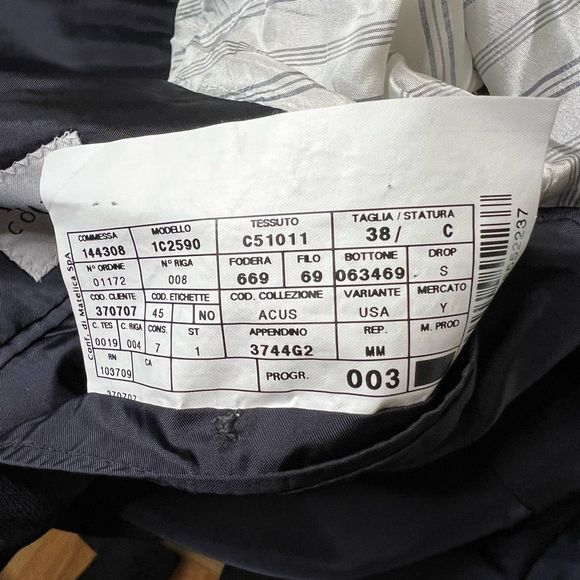 COMMESSA MODELLO TESSUTO TAGLIA / STATURA
144308 1C2590 C51011 38 / C
N° ORDINE N° RIGA FODERA FILO BOTTONE DROP
01172 008 669 69 063469 S
COD. CLIENTE COD. ETICHETTE COD. COLLEZIONE VARIANTE MERCATO
370707 45 NO ACUS USA Y
C. TES C. RIGA CONS. ST APPENDINO REP. M. PROD
0019 004 7 1 3744G2 MM
RN CA PROGR. 003
103709
370707
Conf. di Matelica SpA